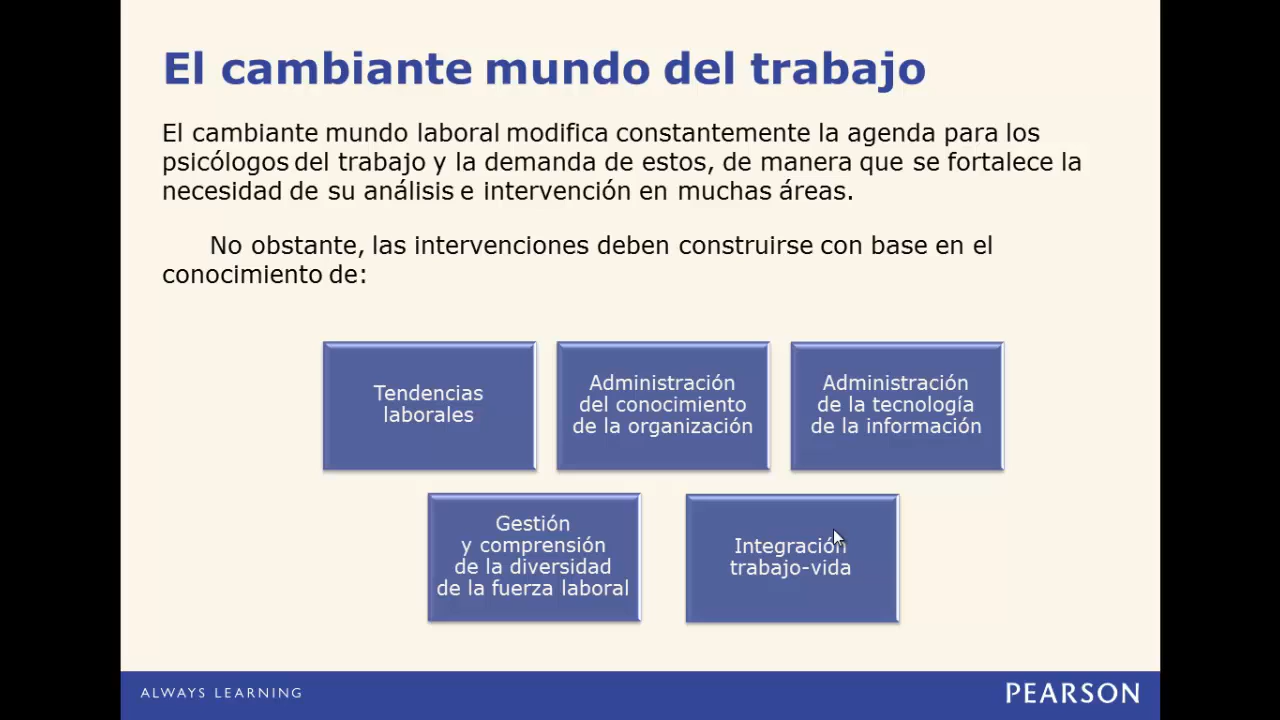 El cambiante mundo del trabajo
El cambiante mundo laboral modifica constantemente la agenda para los
psicólogos del trabajo y la demanda de estos, de manera que se fortalece la
necesidad de su análisis e intervención en muchas áreas.
No obstante, las intervenciones deben construirse con base en el
conocimiento de:
Tendencias
laborales
Administración
del conocimiento
de la organización
Administración
de la tecnología
de la información
Gestión
y comprensión
de la diversidad
de la fuerza laboral
Integración
trabajo-vida
ALWAYS LEARNING
PEARSON